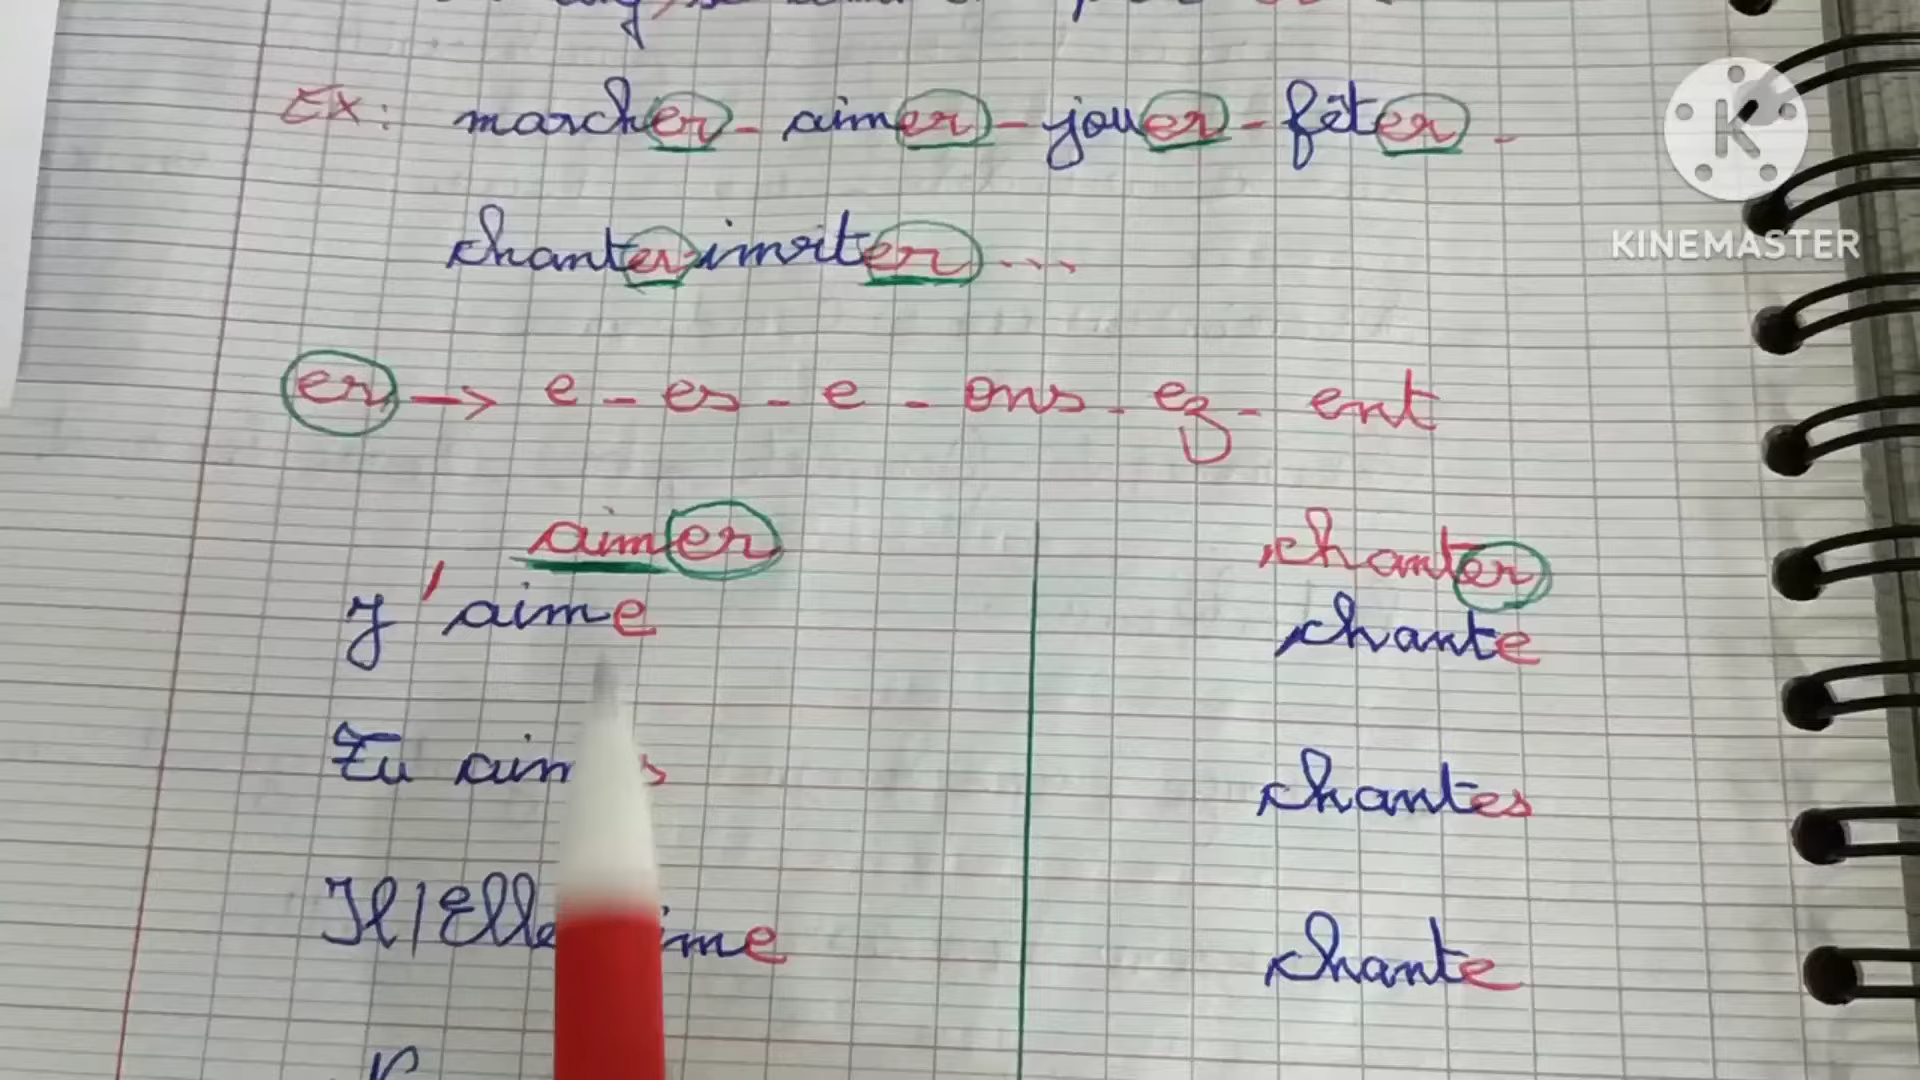 Ex: marcher - aimer - jouer - fêter -
chanter inviter ...
er → e - es - e - ons - ez - ent
aimer chanter
J'aime chante
Tu chantes
Il/Elle chante
K
KINEMASTER